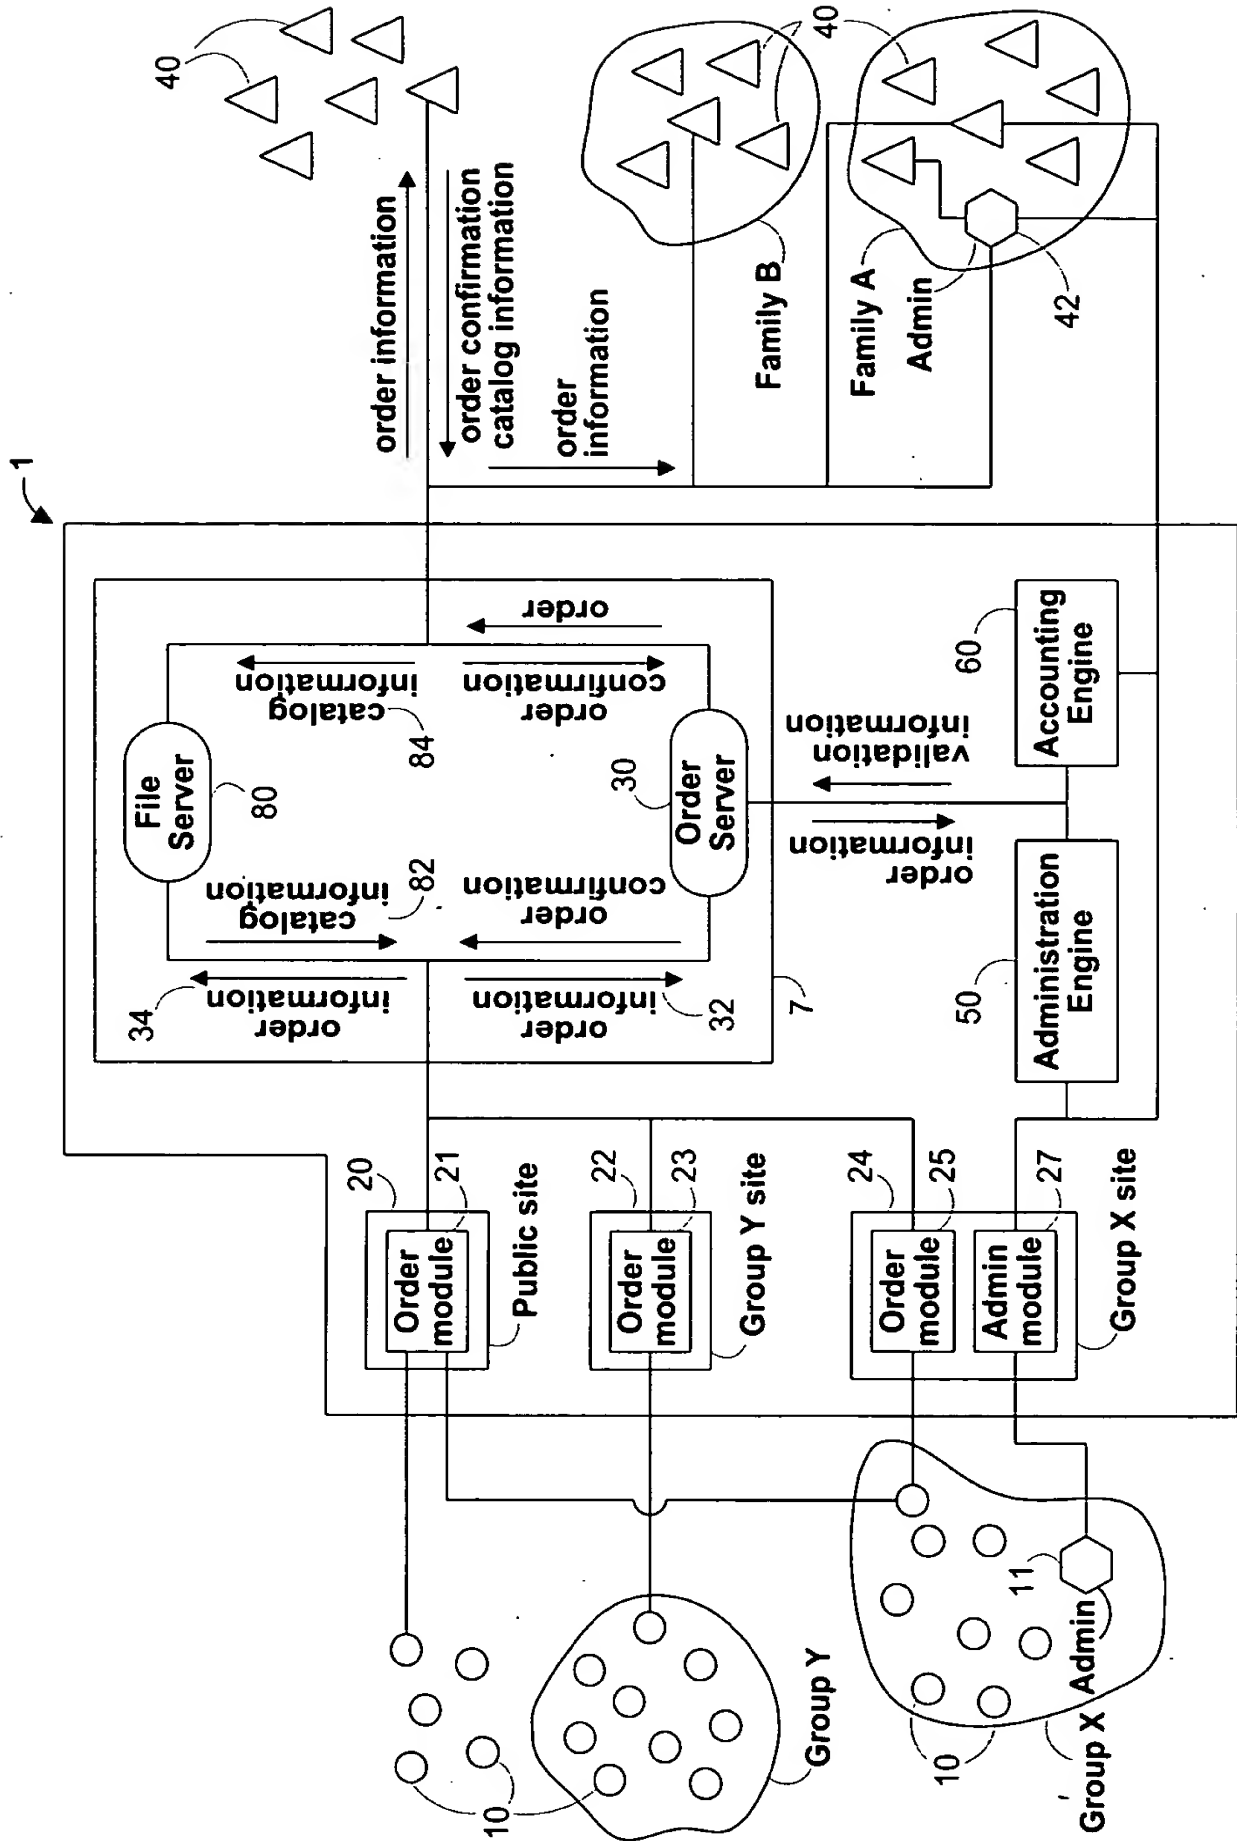 1
40
order information
order confirmation
catalog information
order
information
Family B
40
Family A
Admin
42
File
Server
80
catalog
information
82
catalog
information
84
order
information
34
order
information
32
order
confirmation
order
confirmation
order
Order
Server
30
7
order
information
validation
information
Administration
Engine
50
Accounting
Engine
60
20
Order
module
21
Public site
22
Order
module
23
Group Y site
24
Order
module
25
Admin
module
27
Group X site
10
Group Y
10
11
Admin
Group X